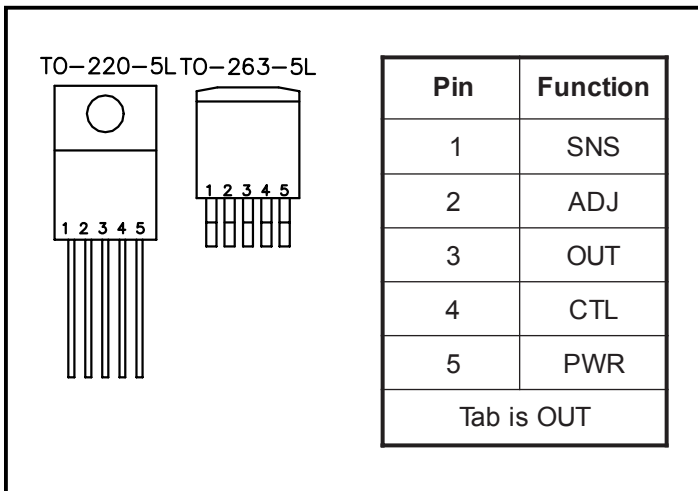 TO-220-5L TO-263-5L
1 2 3 4 5
1 2 3 4 5
Pin Function
1 SNS
2 ADJ
3 OUT
4 CTL
5 PWR
Tab is OUT